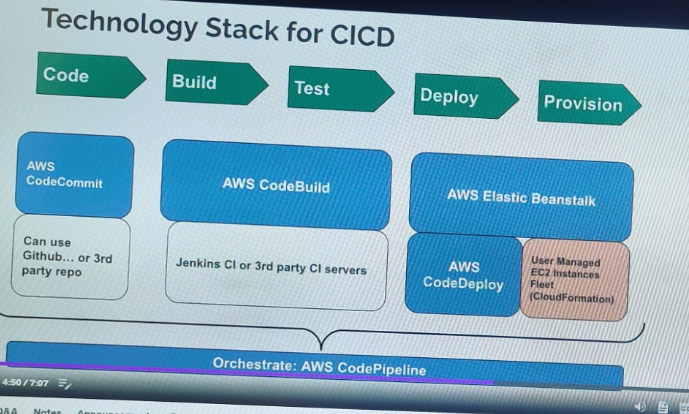 Technology Stack for CICD
Code
Build
Test
Deploy
Provision
AWS
CodeCommit
AWS CodeBuild
AWS Elastic Beanstalk
Can use
Github... or 3rd
party repo
Jenkins CI or 3rd party CI servers
AWS
CodeDeploy
User Managed
EC2 Instances
Fleet
(CloudFormation)
Orchestrate: AWS CodePipeline
4:50 / 7:07
Q&A
Notes